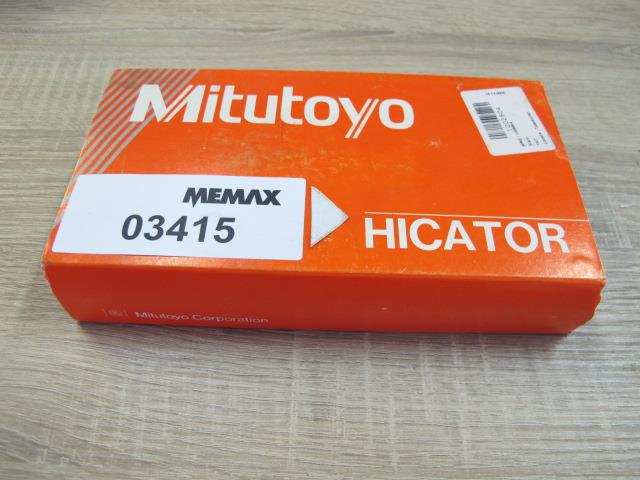 Mitutoyo
MEMAX
03415
HICATOR
Mitutoyo Corporation